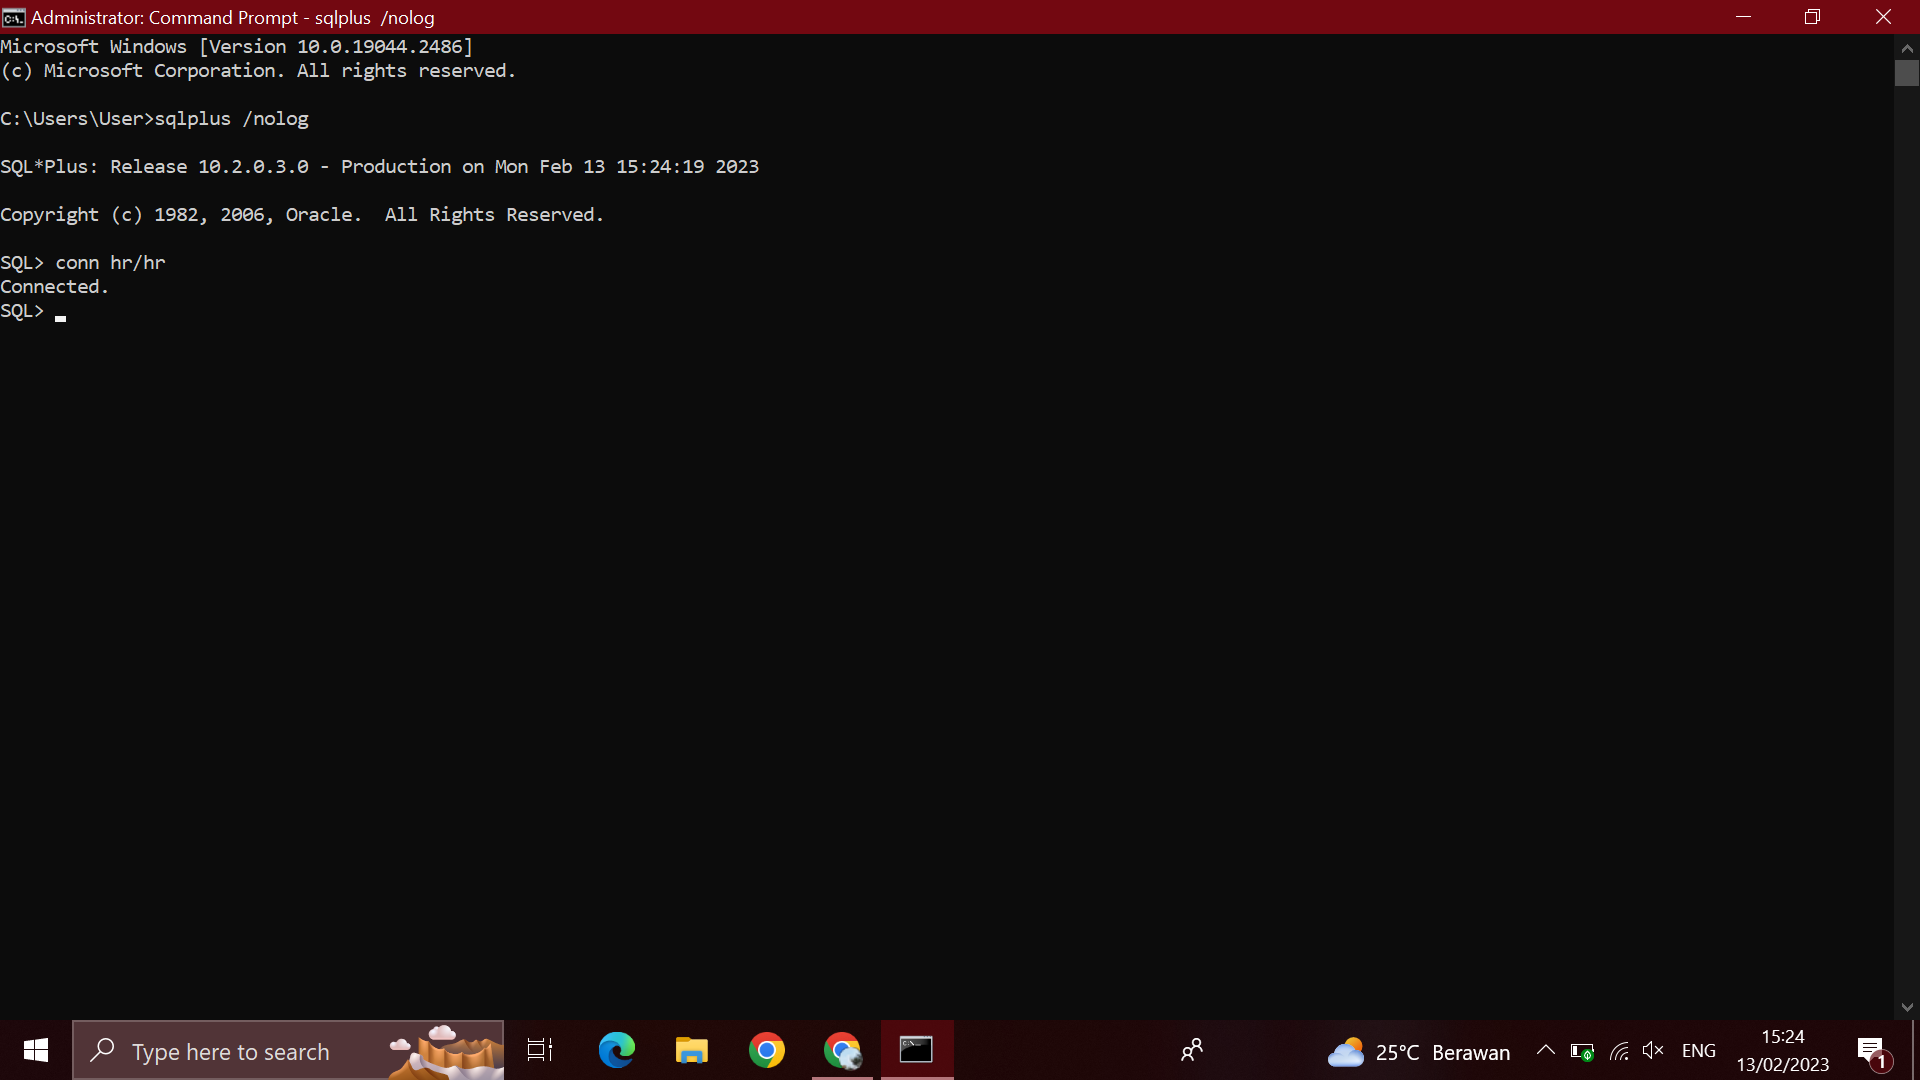 Administrator: Command Prompt - sqlplus  /nolog
Microsoft Windows [Version 10.0.19044.2486]
(c) Microsoft Corporation. All rights reserved.
C:\Users\User>sqlplus /nolog
SQL*Plus: Release 10.2.0.3.0 - Production on Mon Feb 13 15:24:19 2023
Copyright (c) 1982, 2006, Oracle.  All Rights Reserved.
SQL> conn hr/hr
Connected.
SQL>
Type here to search
25°C  Berawan
ENG
15:24
13/02/2023
1